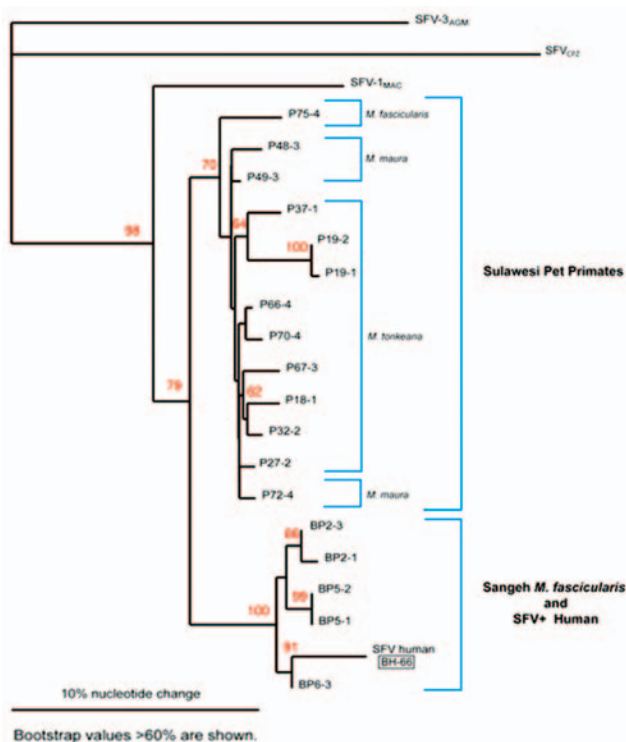 SFV-3AGM
SFVCPZ
SFV-1MAC
P75-4
M. fascicularis
P48-3
M. maura
70
P49-3
P37-1
64
P19-2
100
98
P19-1
Sulawesi Pet Primates
P66-4
P70-4
M. tonkeana
P67-3
79
62
P18-1
P32-2
P27-2
P72-4
M. maura
BP2-3
66
BP2-1
BP5-2
99
Sangeh M. fascicularis
and
SFV+ Human
100
BP5-1
91
SFV human
BH-66
BP6-3
10% nucleotide change
Bootstrap values >60% are shown.